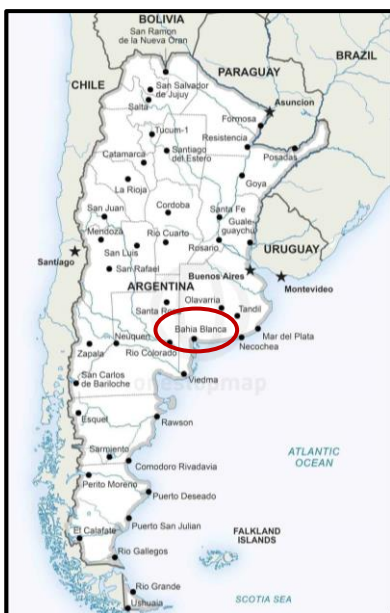 BOLIVIA
San Ramon
de la Nueva Oran
PARAGUAY
BRAZIL
CHILE
San Salvador
de Jujuy
Salta
Asuncion
Formosa
Tucum-1
Resistencia
Santiago
del Estero
Posadas
Catamarca
Goya
La Rioja
San Juan
Cordoba
Santa Fe
Guale-
guaychu
Mendoza
Rio Cuarto
Rosario
URUGUAY
San Luis
Santiago
San Rafael
Buenos Aires
Montevideo
ARGENTINA
Olavarria
Santa Rosa
Tandil
Bahia Blanca
Mar del Plata
Neuquen
Necochea
Zapala
Rio Colorado
San Carlos
de Bariloche
onestopmap
Viedma
Esquel
Rawson
Sarmiento
ATLANTIC
OCEAN
Comodoro Rivadavia
Perito Moreno
Puerto Deseado
Puerto San Julian
El Calafate
FALKLAND
ISLANDS
Rio Gallegos
Rio Grande
SCOTIA SEA
Ushuaia